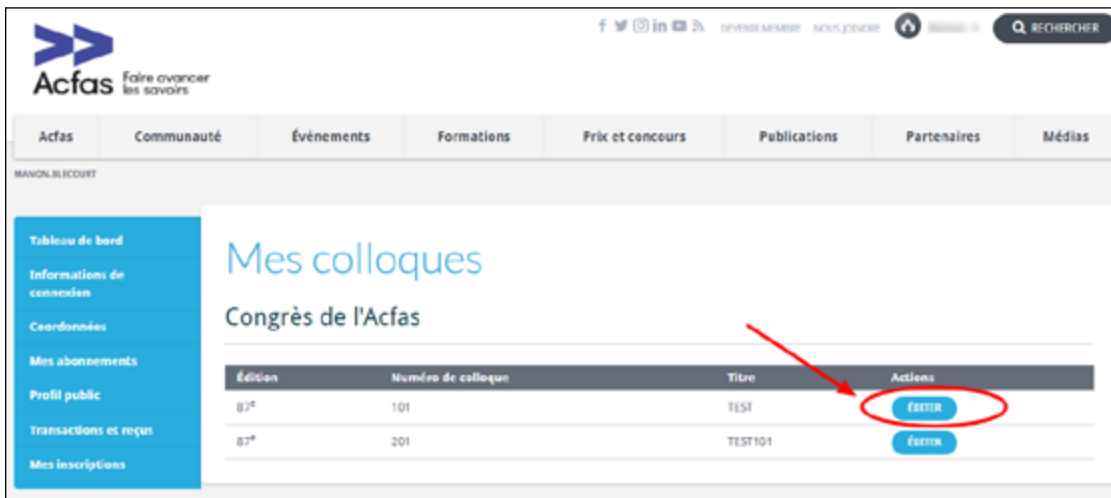 DEVENIR MEMBRE NOUS JOINDRE RECHERCHER
Acfas Faire avancer
les savoirs
Acfas Communauté Événements Formations Prix et concours Publications Partenaires Médias
MANON.BLECOURT
Tableau de bord
Informations de
connexion
Coordonnées
Mes abonnements
Profil public
Transactions et reçus
Mes inscriptions
Mes colloques
Congrès de l'Acfas
Édition Numéro de colloque Titre Actions
87e 101 TEST ÉDITER
87e 201 TEST101 ÉDITER